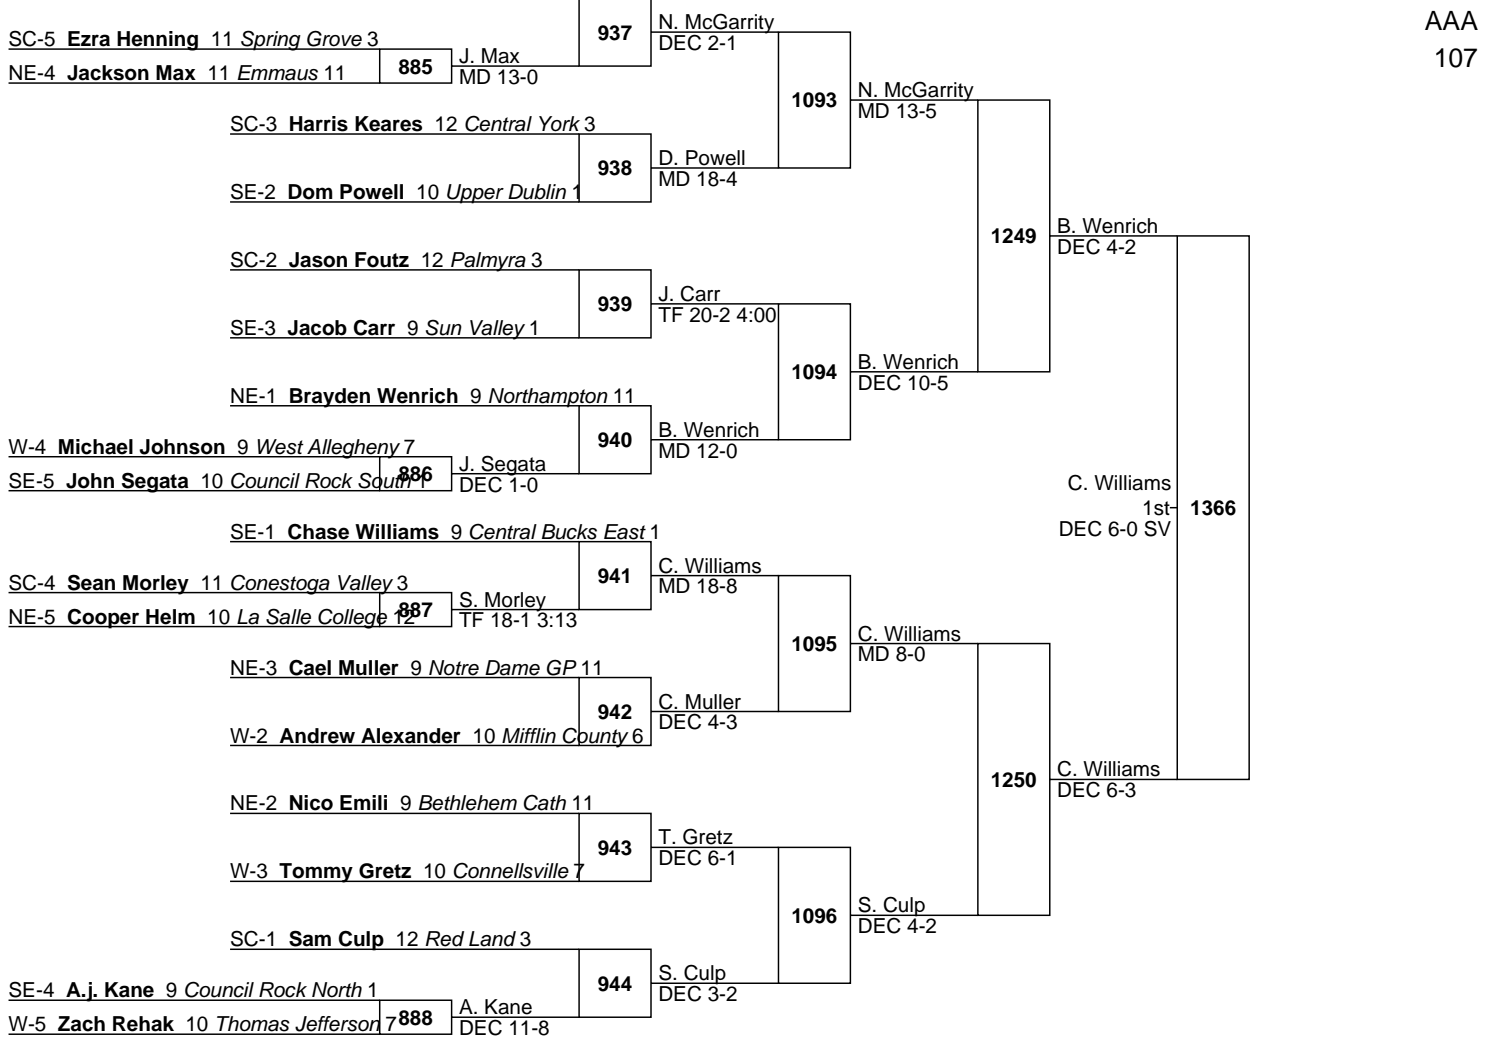 AAA
107
SC-5 Ezra Henning 11 Spring Grove 3
NE-4 Jackson Max 11 Emmaus 11
885
J. Max
MD 13-0
937
N. McGarrity
DEC 2-1
SC-3 Harris Keares 12 Central York 3
SE-2 Dom Powell 10 Upper Dublin 1
938
D. Powell
MD 18-4
1093
N. McGarrity
MD 13-5
SC-2 Jason Foutz 12 Palmyra 3
SE-3 Jacob Carr 9 Sun Valley 1
939
J. Carr
TF 20-2 4:00
NE-1 Brayden Wenrich 9 Northampton 11
W-4 Michael Johnson 9 West Allegheny 7
SE-5 John Segata 10 Council Rock South 1
886
J. Segata
DEC 1-0
940
B. Wenrich
MD 12-0
1094
B. Wenrich
DEC 10-5
1249
B. Wenrich
DEC 4-2
SE-1 Chase Williams 9 Central Bucks East 1
SC-4 Sean Morley 11 Conestoga Valley 3
NE-5 Cooper Helm 10 La Salle College 12
887
S. Morley
TF 18-1 3:13
941
C. Williams
MD 18-8
NE-3 Cael Muller 9 Notre Dame GP 11
W-2 Andrew Alexander 10 Mifflin County 6
942
C. Muller
DEC 4-3
1095
C. Williams
MD 8-0
NE-2 Nico Emili 9 Bethlehem Cath 11
W-3 Tommy Gretz 10 Connellsville 7
943
T. Gretz
DEC 6-1
SC-1 Sam Culp 12 Red Land 3
SE-4 A.j. Kane 9 Council Rock North 1
W-5 Zach Rehak 10 Thomas Jefferson 7
888
A. Kane
DEC 11-8
944
S. Culp
DEC 3-2
1096
S. Culp
DEC 4-2
1250
C. Williams
DEC 6-3
C. Williams
1st
DEC 6-0 SV
1366